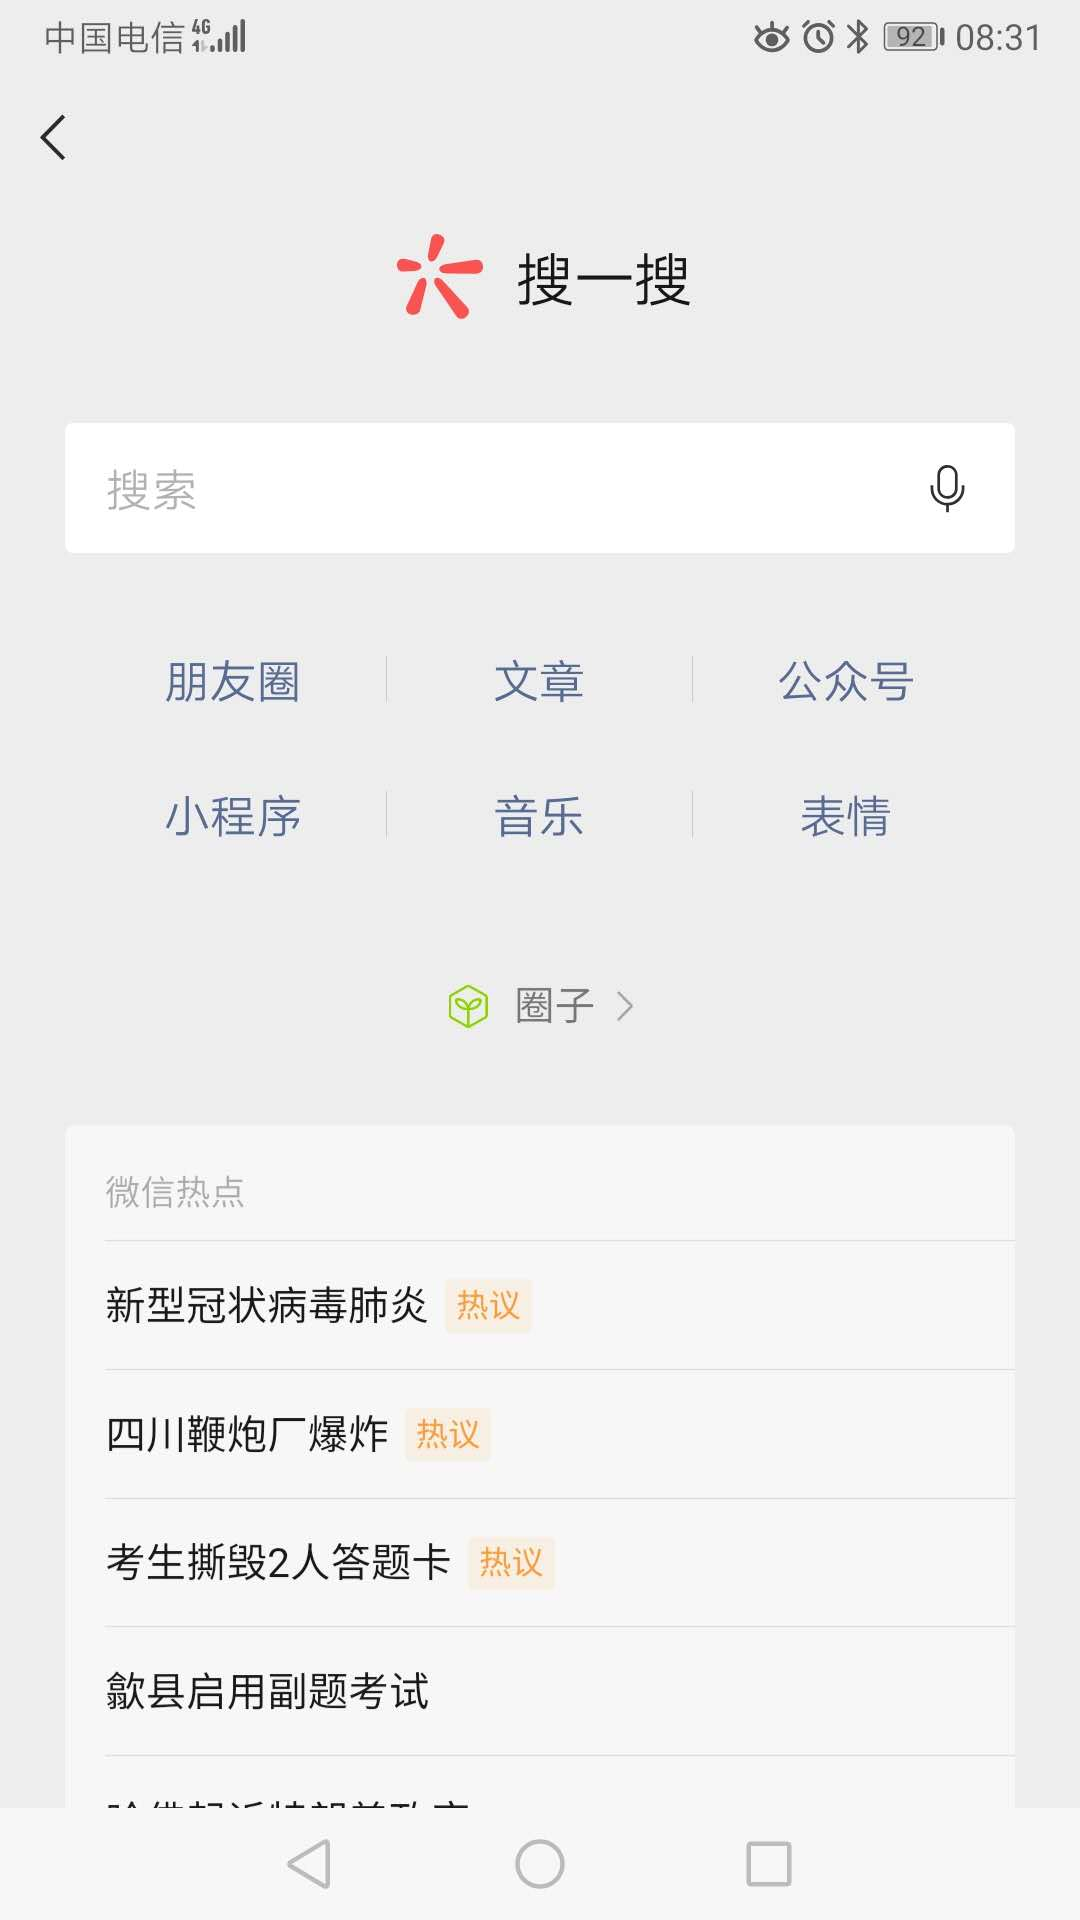 中国电信 4G 92 08:31
搜一搜
搜索
朋友圈 文章 公众号
小程序 音乐 表情
圈子
微信热点
新型冠状病毒肺炎 热议
四川鞭炮厂爆炸 热议
考生撕毁2人答题卡 热议
歙县启用副题考试